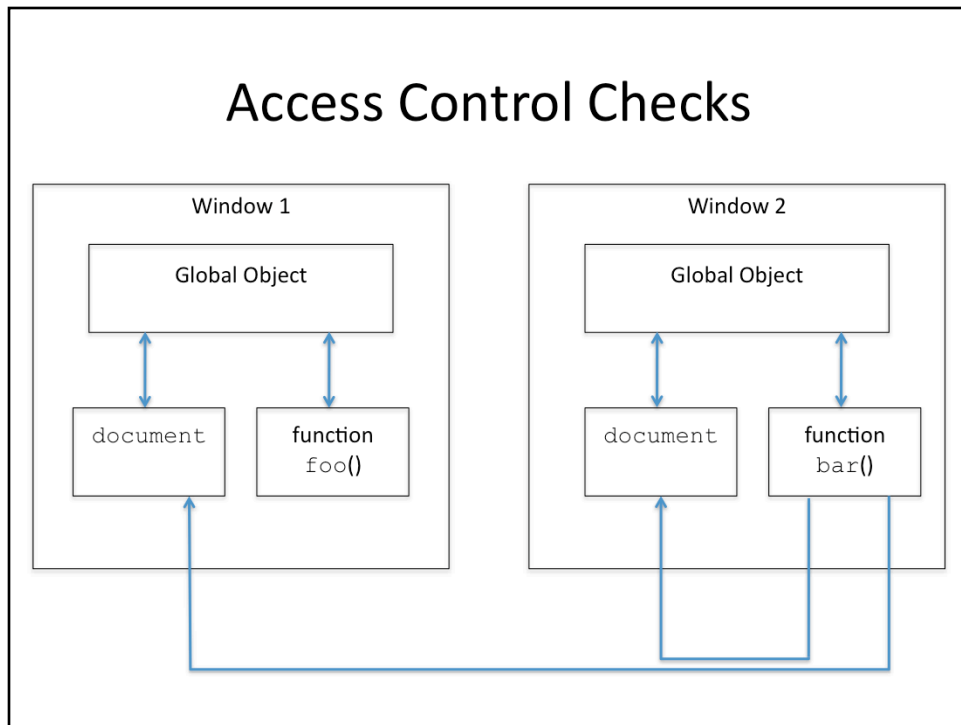 Access Control Checks
Window 1
Global Object
document
function
foo()
Window 2
Global Object
document
function
bar()